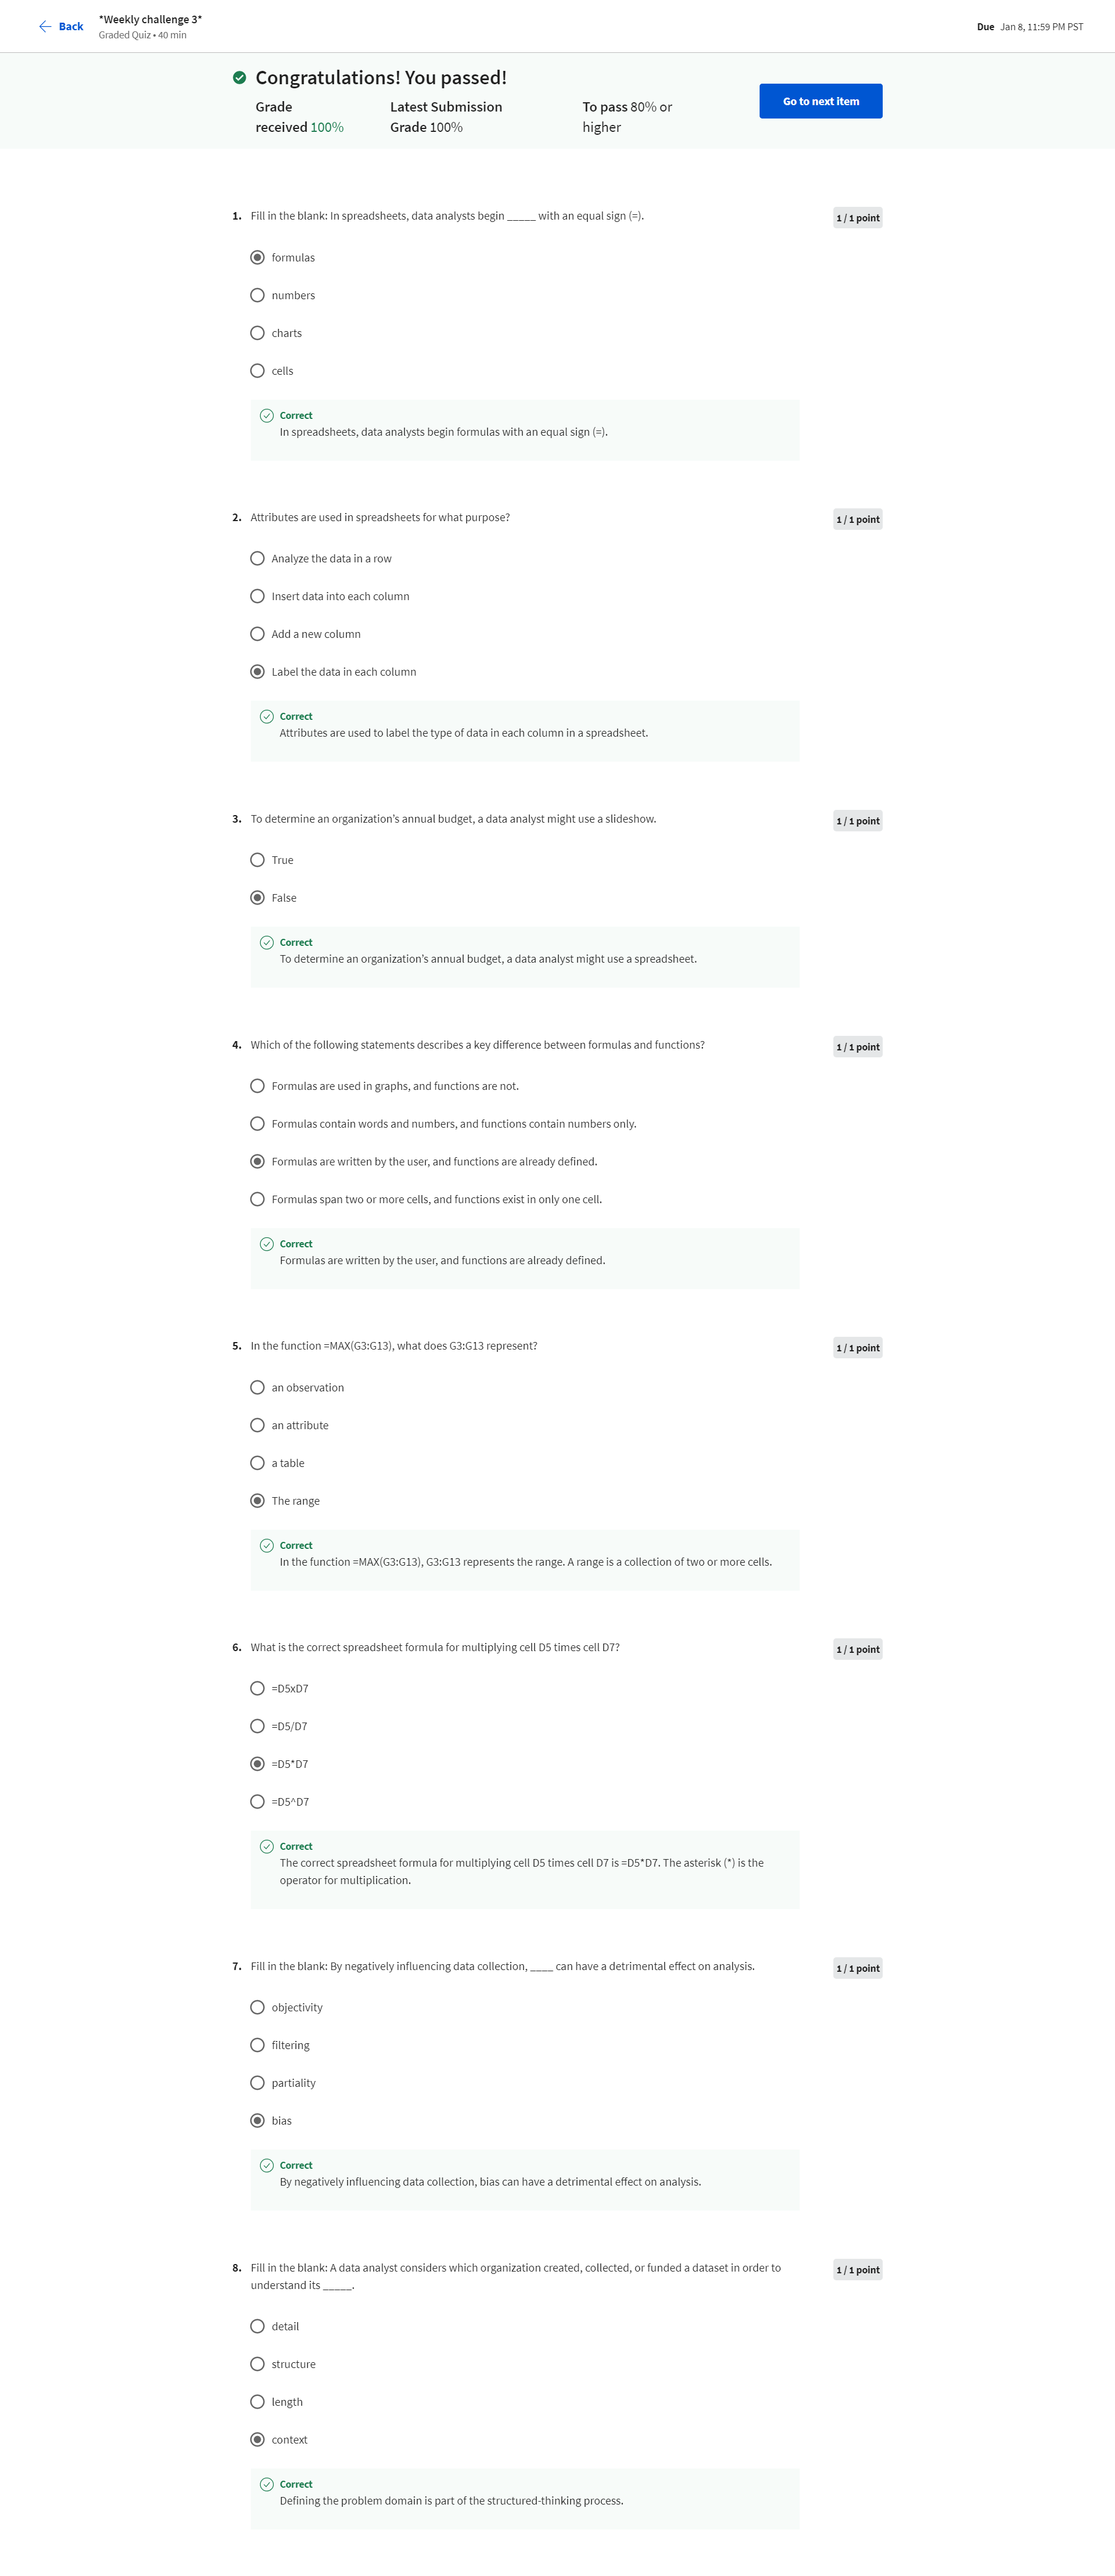 Back
*Weekly challenge 3*
Graded Quiz • 40 min
Due Jan 8, 11:59 PM PST
Congratulations! You passed!
Grade received 100%
Latest Submission Grade 100%
To pass 80% or higher
Go to next item
1. Fill in the blank: In spreadsheets, data analysts begin _____ with an equal sign (=).
1 / 1 point
formulas
numbers
charts
cells
Correct
In spreadsheets, data analysts begin formulas with an equal sign (=).
2. Attributes are used in spreadsheets for what purpose?
1 / 1 point
Analyze the data in a row
Insert data into each column
Add a new column
Label the data in each column
Correct
Attributes are used to label the type of data in each column in a spreadsheet.
3. To determine an organization’s annual budget, a data analyst might use a slideshow.
1 / 1 point
True
False
Correct
To determine an organization’s annual budget, a data analyst might use a spreadsheet.
4. Which of the following statements describes a key difference between formulas and functions?
1 / 1 point
Formulas are used in graphs, and functions are not.
Formulas contain words and numbers, and functions contain numbers only.
Formulas are written by the user, and functions are already defined.
Formulas span two or more cells, and functions exist in only one cell.
Correct
Formulas are written by the user, and functions are already defined.
5. In the function =MAX(G3:G13), what does G3:G13 represent?
1 / 1 point
an observation
an attribute
a table
The range
Correct
In the function =MAX(G3:G13), G3:G13 represents the range. A range is a collection of two or more cells.
6. What is the correct spreadsheet formula for multiplying cell D5 times cell D7?
1 / 1 point
=D5xD7
=D5/D7
=D5*D7
=D5^D7
Correct
The correct spreadsheet formula for multiplying cell D5 times cell D7 is =D5*D7. The asterisk (*) is the
operator for multiplication.
7. Fill in the blank: By negatively influencing data collection, ____ can have a detrimental effect on analysis.
1 / 1 point
objectivity
filtering
partiality
bias
Correct
By negatively influencing data collection, bias can have a detrimental effect on analysis.
8. Fill in the blank: A data analyst considers which organization created, collected, or funded a dataset in order to
understand its _____.
1 / 1 point
detail
structure
length
context
Correct
Defining the problem domain is part of the structured-thinking process.